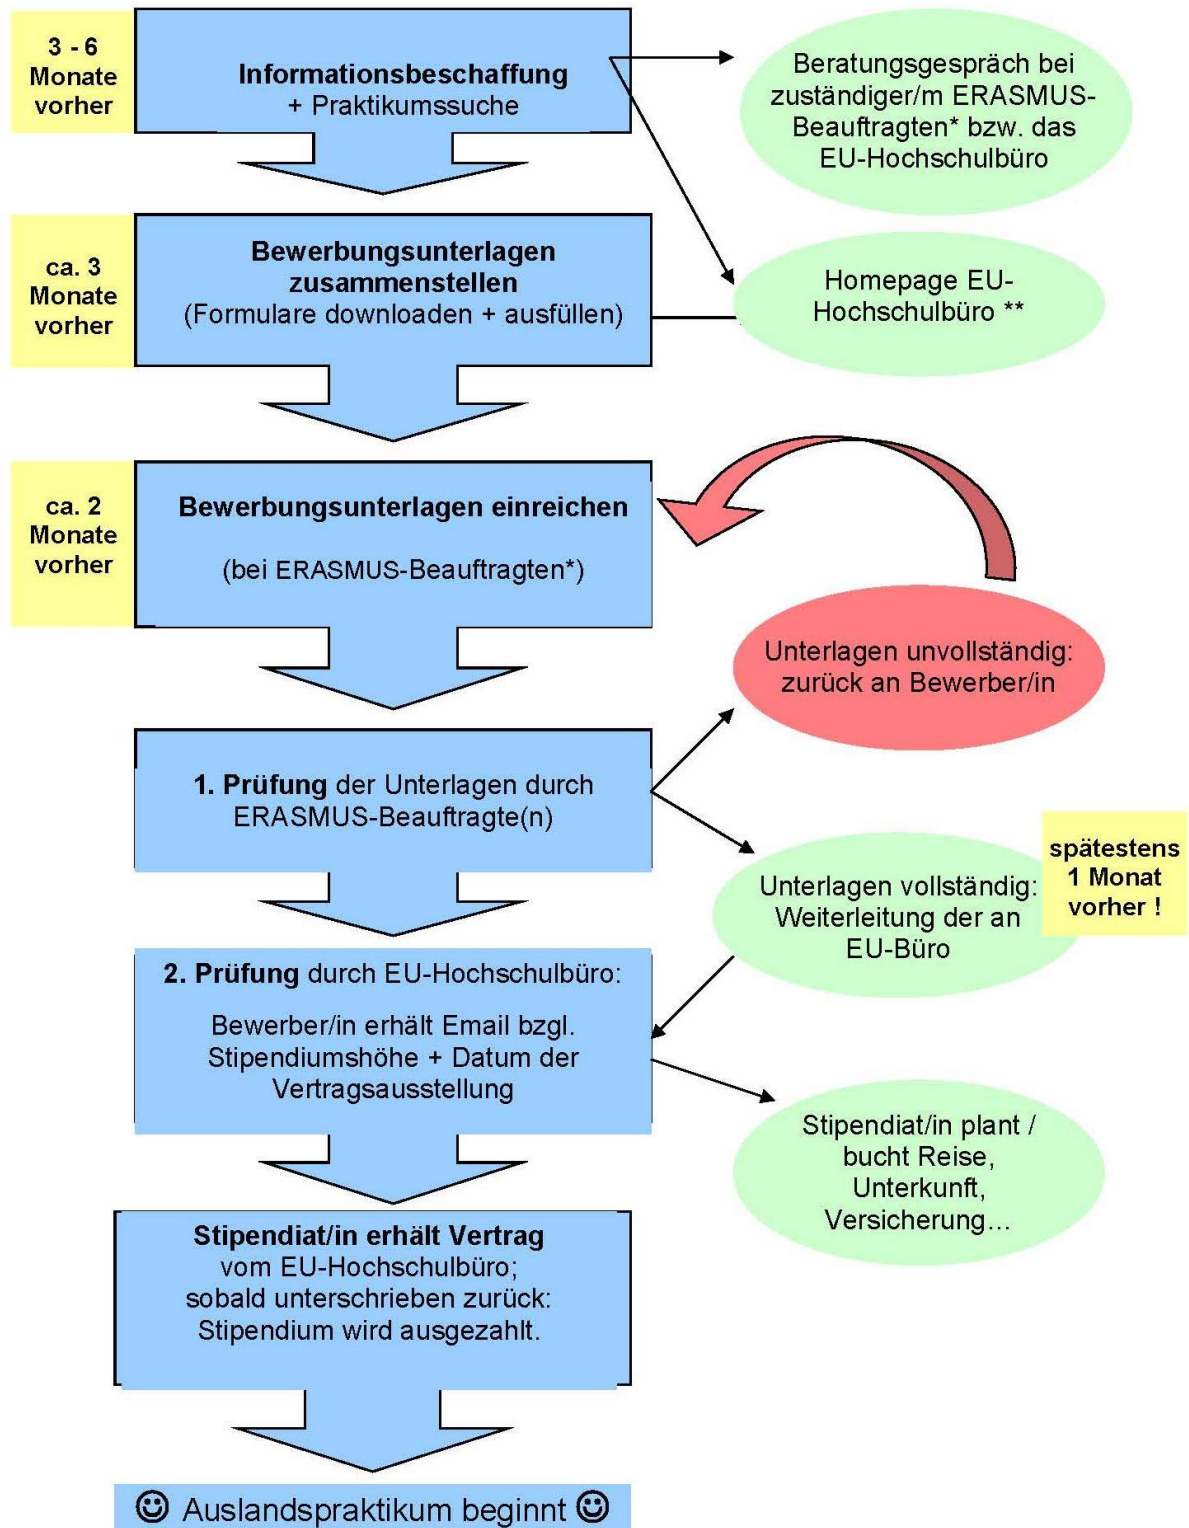 3 - 6
Monate
vorher
Informationsbeschaffung
+ Praktikumssuche
Beratungsgespräch bei
zuständiger/m ERASMUS-
Beauftragten* bzw. das
EU-Hochschulbüro
ca. 3
Monate
vorher
Bewerbungsunterlagen
zusammenstellen
(Formulare downloaden + ausfüllen)
Homepage EU-
Hochschulbüro **
ca. 2
Monate
vorher
Bewerbungsunterlagen einreichen
(bei ERASMUS-Beauftragten*)
Unterlagen unvollständig:
zurück an Bewerber/in
1. Prüfung der Unterlagen durch
ERASMUS-Beauftragte(n)
Unterlagen vollständig:
Weiterleitung der an
EU-Büro
spätestens
1 Monat
vorher !
2. Prüfung durch EU-Hochschulbüro:
Bewerber/in erhält Email bzgl.
Stipendiumshöhe + Datum der
Vertragsausstellung
Stipendiat/in plant /
bucht Reise,
Unterkunft,
Versicherung…
Stipendiat/in erhält Vertrag
vom EU-Hochschulbüro;
sobald unterschrieben zurück:
Stipendium wird ausgezahlt.
☺ Auslandspraktikum beginnt ☺